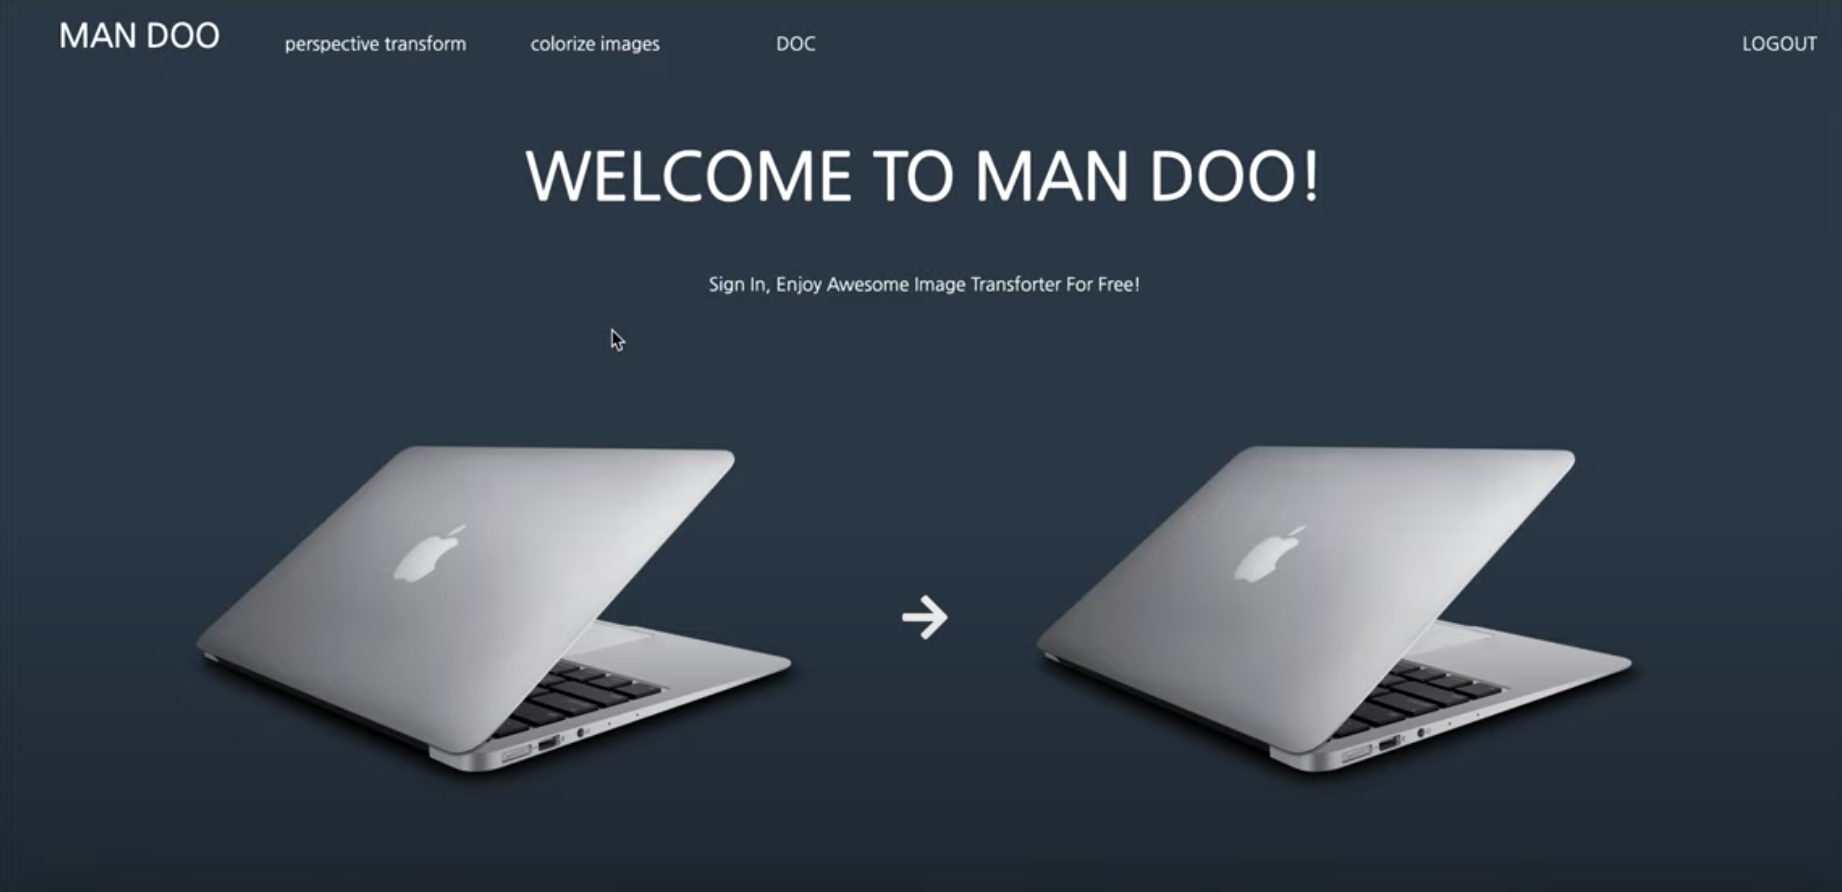 MAN DOO
perspective transform
colorize images
DOC
LOGOUT
WELCOME TO MAN DOO!
Sign In, Enjoy Awesome Image Transforter For Free!